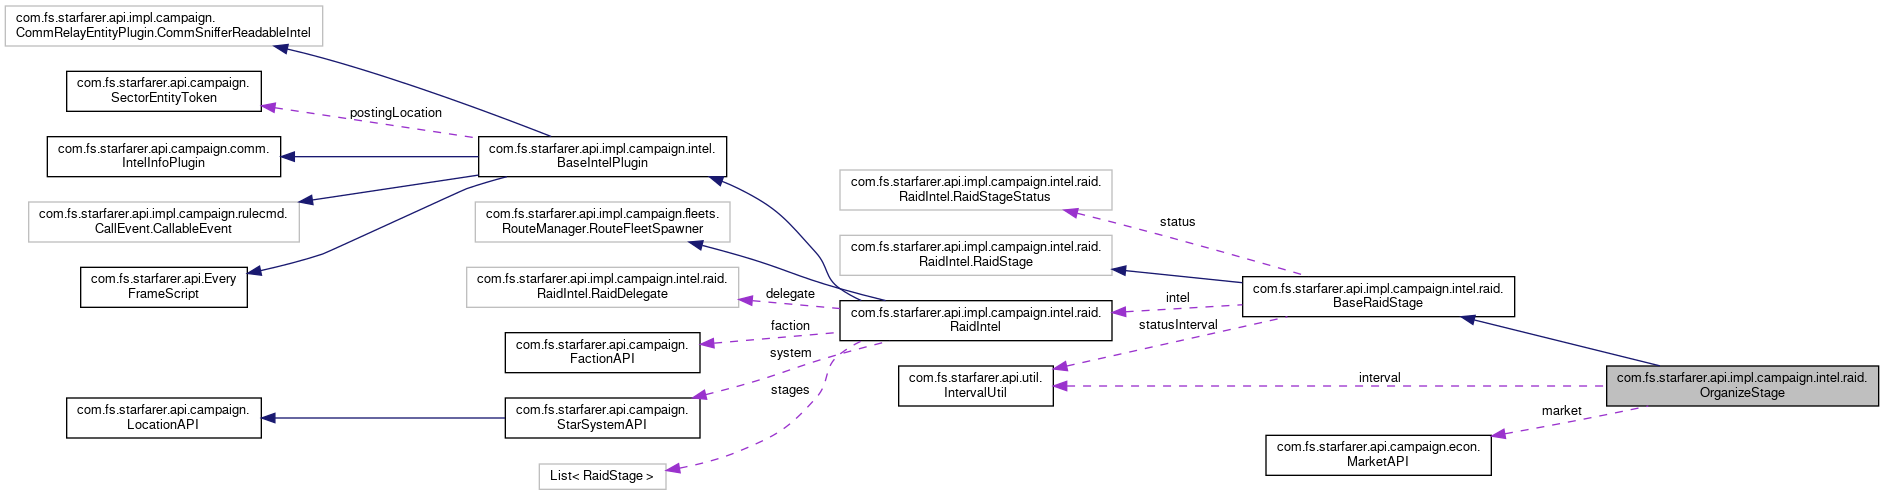 com.fs.starfarer.api.impl.campaign.
CommRelayEntityPlugin.CommSnifferReadableIntel
com.fs.starfarer.api.campaign.
SectorEntityToken
postingLocation
com.fs.starfarer.api.campaign.comm.
IntelInfoPlugin
com.fs.starfarer.api.impl.campaign.intel.
BaseIntelPlugin
com.fs.starfarer.api.impl.campaign.rulecmd.
CallEvent.CallableEvent
com.fs.starfarer.api.Every
FrameScript
com.fs.starfarer.api.impl.campaign.fleets.
RouteManager.RouteFleetSpawner
com.fs.starfarer.api.impl.campaign.intel.raid.
RaidIntel.RaidDelegate
delegate
com.fs.starfarer.api.campaign.
FactionAPI
faction
com.fs.starfarer.api.campaign.
LocationAPI
com.fs.starfarer.api.campaign.
StarSystemAPI
system
stages
List< RaidStage >
com.fs.starfarer.api.impl.campaign.intel.raid.
RaidIntel.RaidStageStatus
status
com.fs.starfarer.api.impl.campaign.intel.raid.
RaidIntel.RaidStage
com.fs.starfarer.api.impl.campaign.intel.raid.
RaidIntel
intel
statusInterval
com.fs.starfarer.api.util.
IntervalUtil
com.fs.starfarer.api.impl.campaign.intel.raid.
BaseRaidStage
interval
market
com.fs.starfarer.api.campaign.econ.
MarketAPI
com.fs.starfarer.api.impl.campaign.intel.raid.
OrganizeStage